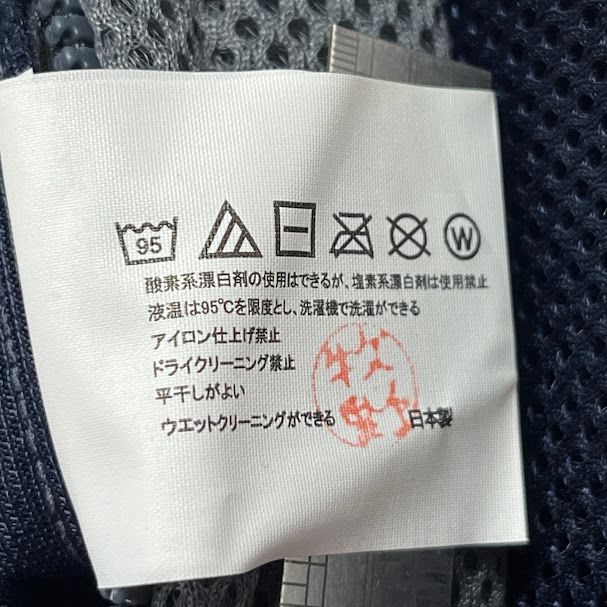 95
W
酸素系漂白剤の使用はできるが、塩素系漂白剤は使用禁止
液温は95℃を限度とし、洗濯機で洗濯ができる
アイロン仕上げ禁止
ドライクリーニング禁止
平干しがよい
ウエットクリーニングができる
日本製